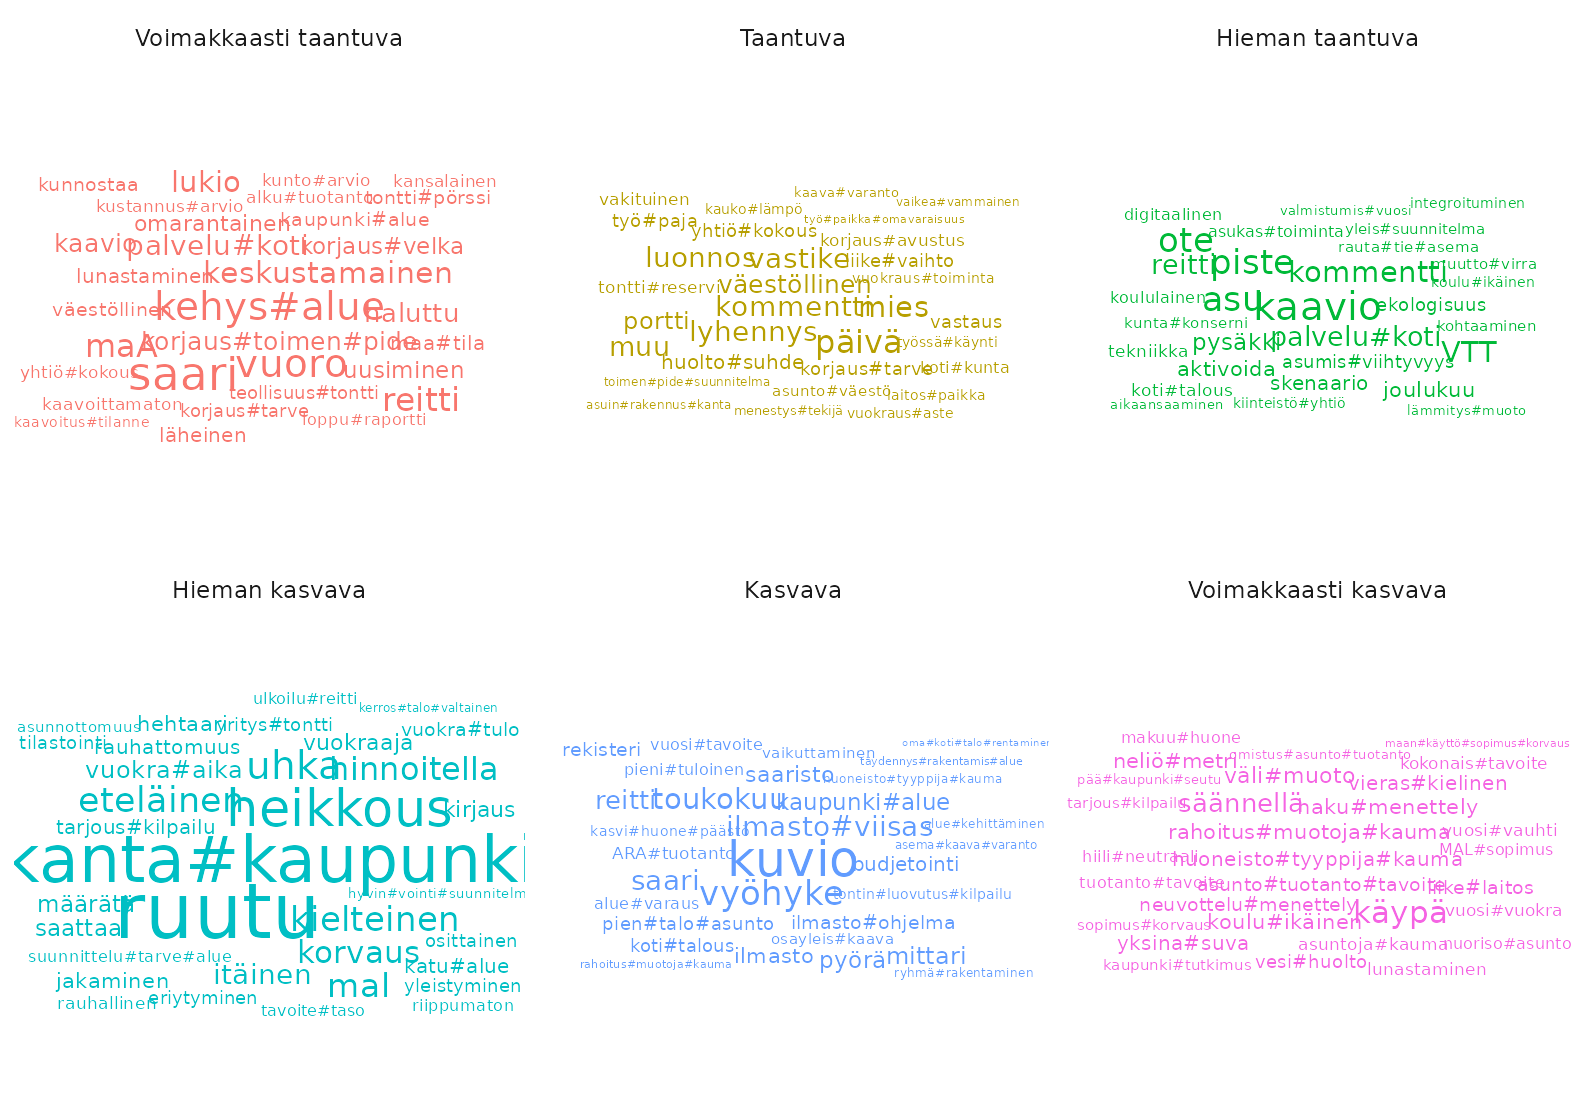 Voimakkaasti taantuva
kunnostaa
lukio
kunto#arvio
kansalainen
kustannus#arvio
alku#tuotanto
tontti#pörssi
omarantainen
kaupunki#alue
kaavio
palvelu#koti
korjaus#velka
lunastaminen
keskustamainen
väestöllinen
kehys#alue
haluttu
maA
korjaus#toimen#pide
maa#tila
yhtiö#kokous
saari
vuoro
uusiminen
teollisuus#tontti
reitti
kaavoittamaton
korjaus#tarve
loppu#raportti
kaavoitus#tilanne
läheinen
Taantuva
kaava#varanto
vakituinen
kauko#lämpö
vaikea#vammainen
työ#paja
työ#paikka#omavaraisuus
yhtiö#kokous
korjaus#avustus
luonnos
vastike
liike#vaihto
tontti#reservi
väestöllinen
vuokraus#toiminta
kommentti
mies
portti
lyhennys
vastaus
muu
päivä
työssä#käynti
huolto#suhde
korjaus#tarve
koti#kunta
toimen#pide#suunnitelma
asunto#väestö
laitos#paikka
asuin#rakennus#kanta
menestys#tekijä
vuokraus#aste
Hieman taantuva
digitaalinen
valmistumis#vuosi
integroituminen
ote
asukas#toiminta
yleis#suunnitelma
rauta#tie#asema
reitti
piste
kommentti
muutto#virra
koulu#ikäinen
koululainen
asu
kaavio
ekologisuus
kunta#konserni
pysäkki
palvelu#koti
kohtaaminen
tekniikka
aktivoida
asumis#viihtyvyys
VTT
koti#talous
skenaario
joulukuu
aikaansaaminen
kiinteistö#yhtiö
lämmitys#muoto
Hieman kasvava
ulkoilu#reitti
kerros#talo#valtainen
asunnottomuus
hehtaari
yritys#tontti
vuokra#tulo
tilastointi
rauhattomuus
vuokraaja
vuokra#aika
uhka
hinnoitella
eteläinen
heikkous
kirjaus
tarjous#kilpailu
kanta#kaupunki
hyvin#vointi#suunnitelm
määrätä
ruutu
kielteinen
saattaa
korvaus
osittainen
suunnittelu#tarve#alue
itäinen
katu#alue
jakaminen
mal
yleistyminen
rauhallinen
eriytyminen
tavoite#taso
riippumaton
Kasvava
rekisteri
vuosi#tavoite
vaikuttaminen
oma#koti#talo#rentaminen
täydennys#rakentamis#alue
pieni#tuloinen
saaristo
huoneisto#tyyppija#kauma
reitti
toukokuu
kaupunki#alue
kasvi#huone#päästö
ilmasto#viisas
alue#kehittäminen
ARA#tuotanto
kuvio
asema#kaava#varanto
budjetointi
saari
vyöhyke
tontin#luovutus#kilpailu
alue#varaus
pien#talo#asunto
ilmasto#ohjelma
koti#talous
osayleis#kaava
rahoitus#muotoja#kauma
ilmasto
pyörä
mittari
ryhmä#rakentaminen
Voimakkaasti kasvava
makuu#huone
maan#käyttö#sopimus#korvaus
neliö#metri
omistus#asunto#tuotanto
kokonais#tavoite
pää#kaupunki#seutu
väli#muoto
vieras#kielinen
tarjous#kilpailu
säännellä
haku#menettely
rahoitus#muotoja#kauma
vuosi#vauhti
hiili#neutraali
huoneisto#tyyppija#kauma
MAL#sopimus
tuotanto#tavoite
asunto#tuotanto#tavoite
liike#laitos
neuvottelu#menettely
käypä
vuosi#vuokra
sopimus#korvaus
koulu#ikäinen
yksina#suva
asuntoja#kauma
nuoriso#asunto
kaupunki#tutkimus
vesi#huolto
lunastaminen